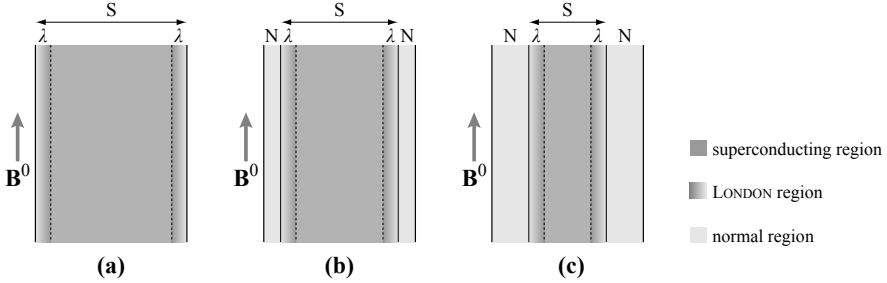 S
λ λ
B⁰
(a)
S
N λ λ N
B⁰
(b)
S
N λ λ N
B⁰
(c)
superconducting region
LONDON region
normal region